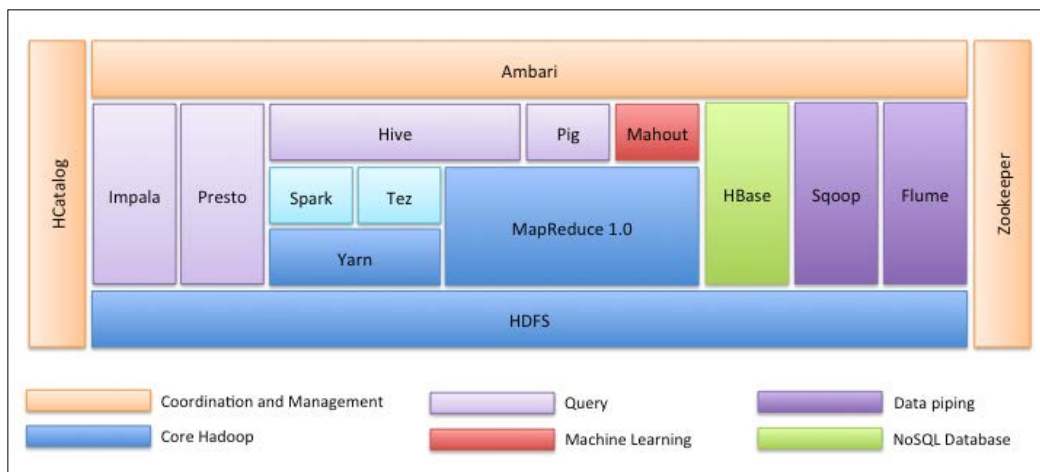 HCatalog
Ambari
Zookeeper
Impala
Presto
Hive
Pig
Mahout
HBase
Sqoop
Flume
Spark
Tez
MapReduce 1.0
Yarn
HDFS
Coordination and Management
Query
Data piping
Core Hadoop
Machine Learning
NoSQL Database